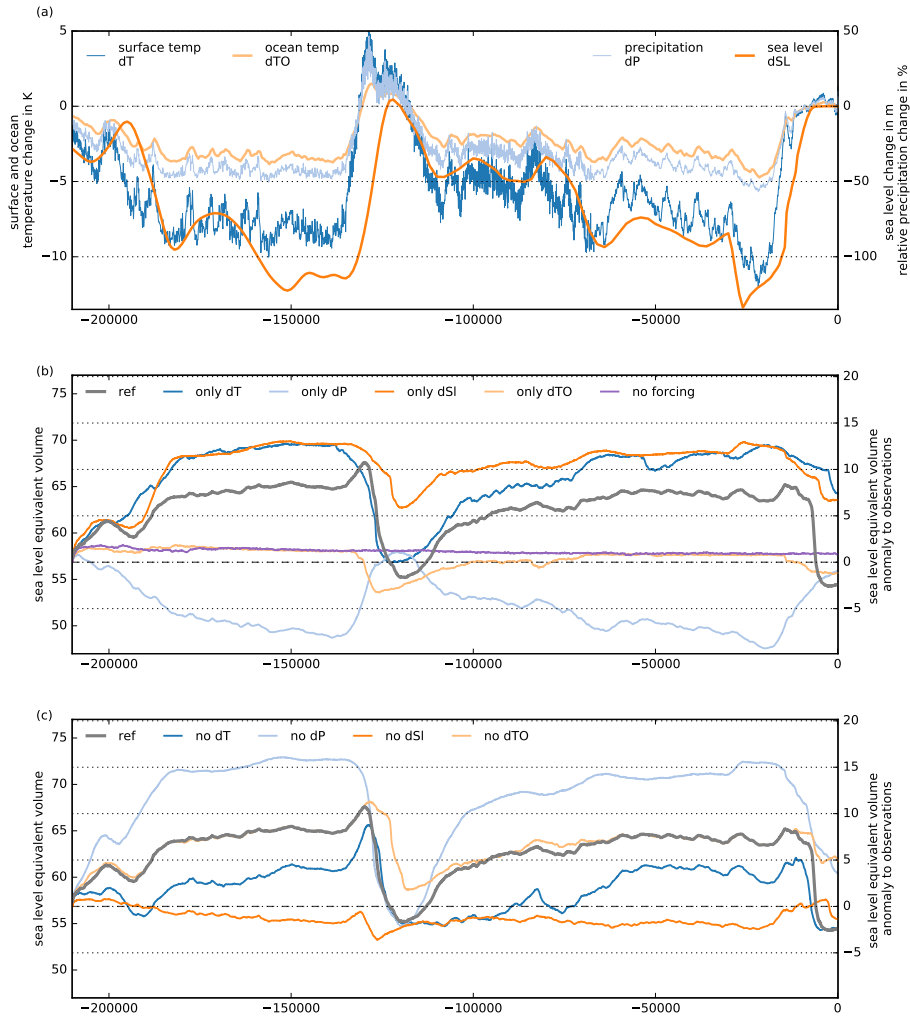 (a)
surface temp
dT
ocean temp
dTO
precipitation
dP
sea level
dSL
5
0
−5
−10
50
0
−50
−100
surface and ocean
temperature change in K
sea level change in m
relative precipitation change in %
−200000 −150000 −100000 −50000 0
(b)
ref only dT only dP only dSl only dTO no forcing
75
70
65
60
55
50
20
15
10
5
0
−5
sea level equivalent volume
sea level equivalent volume
anomaly to observations
−200000 −150000 −100000 −50000 0
(c)
ref no dT no dP no dSl no dTO
75
70
65
60
55
50
20
15
10
5
0
−5
sea level equivalent volume
sea level equivalent volume
anomaly to observations
−200000 −150000 −100000 −50000 0